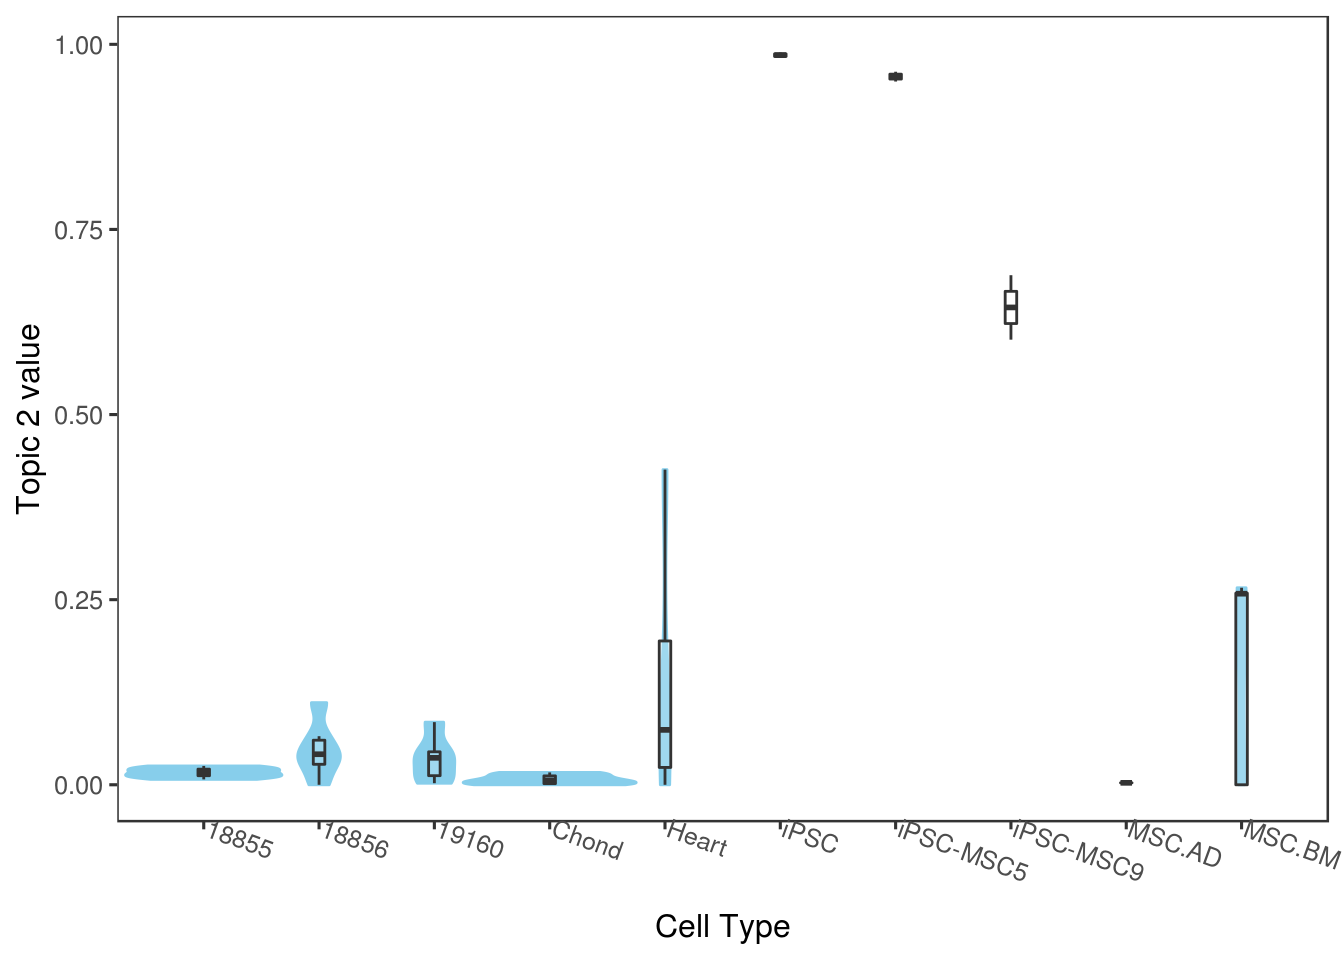 1.00
0.75
0.50
0.25
0.00
Topic 2 value
18855
18856
19160
Chond
Heart
iPSC
iPSC-MSC5
iPSC-MSC9
MSC.AD
MSC.BM
Cell Type